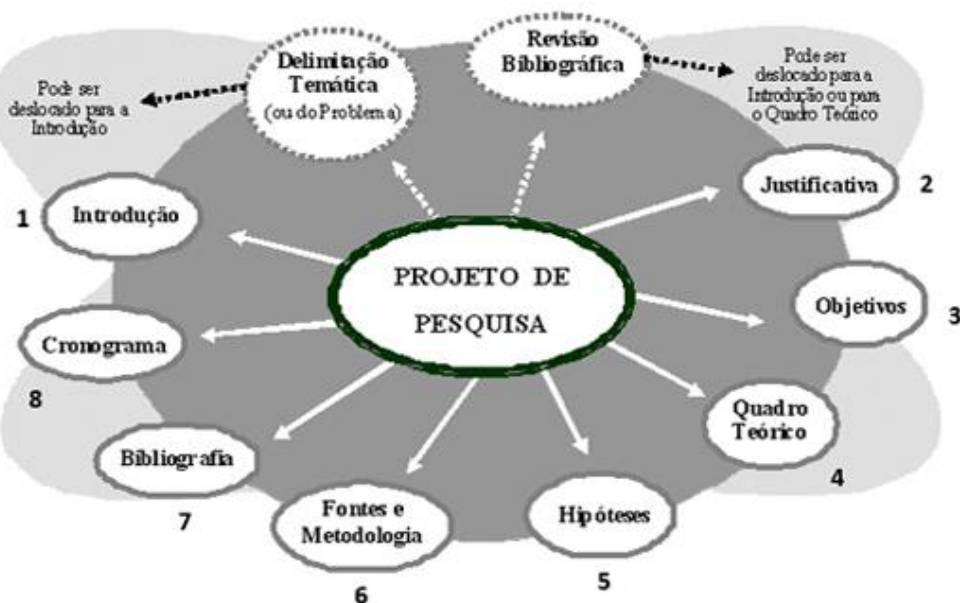 Delimitação
Temática
(ou do Problema)
Revisão
Bibliográfica
Pode ser
deslocado para a
Introdução
Pode ser
deslocado para a
Introdução ou para
o Quadro Teórico
1
Introdução
Justificativa
2
PROJETO DE
PESQUISA
Objetivos
3
Cronograma
8
Quadro
Teórico
4
Bibliografia
7
Fontes e
Metodologia
6
Hipóteses
5